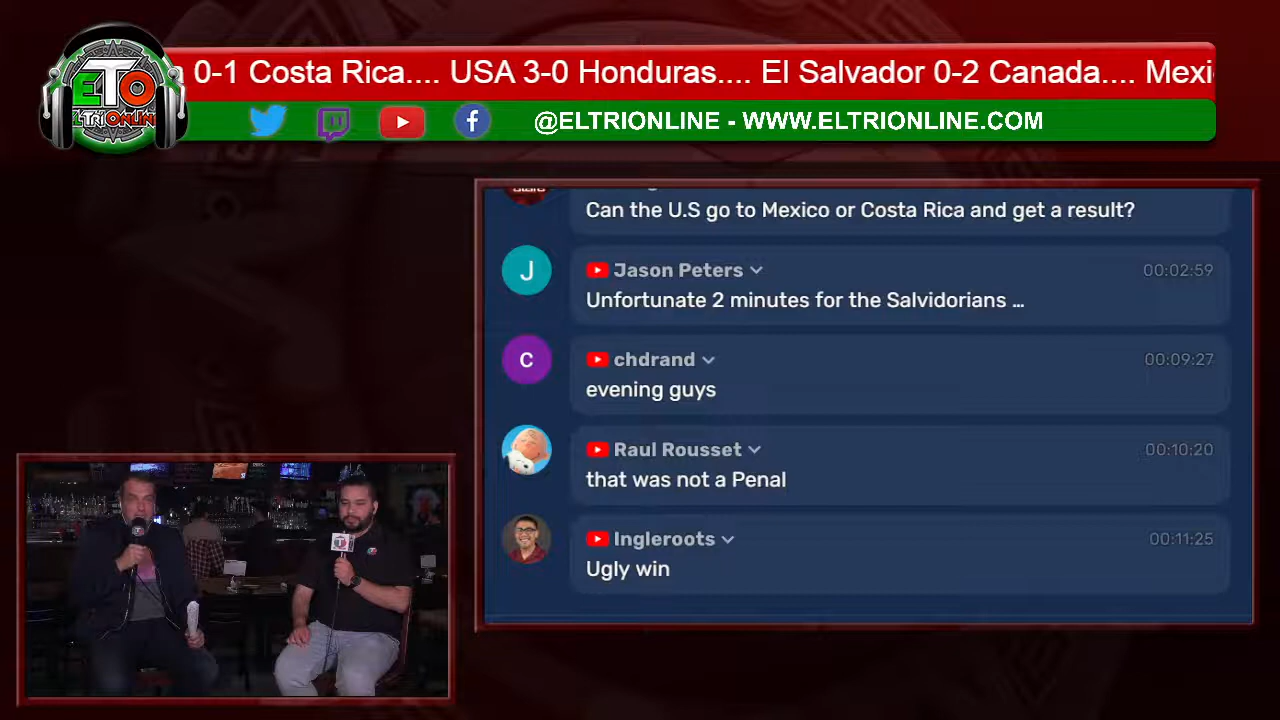 0-1 Costa Rica.... USA 3-0 Honduras.... El Salvador 0-2 Canada.... Mexi
ETO
ELTRIONLINE
@ELTRIONLINE - WWW.ELTRIONLINE.COM
Can the U.S go to Mexico or Costa Rica and get a result?
J
Jason Peters
00:02:59
Unfortunate 2 minutes for the Salvidorians ...
C
chdrand
00:09:27
evening guys
Raul Rousset
00:10:20
that was not a Penal
Ingleroots
00:11:25
Ugly win